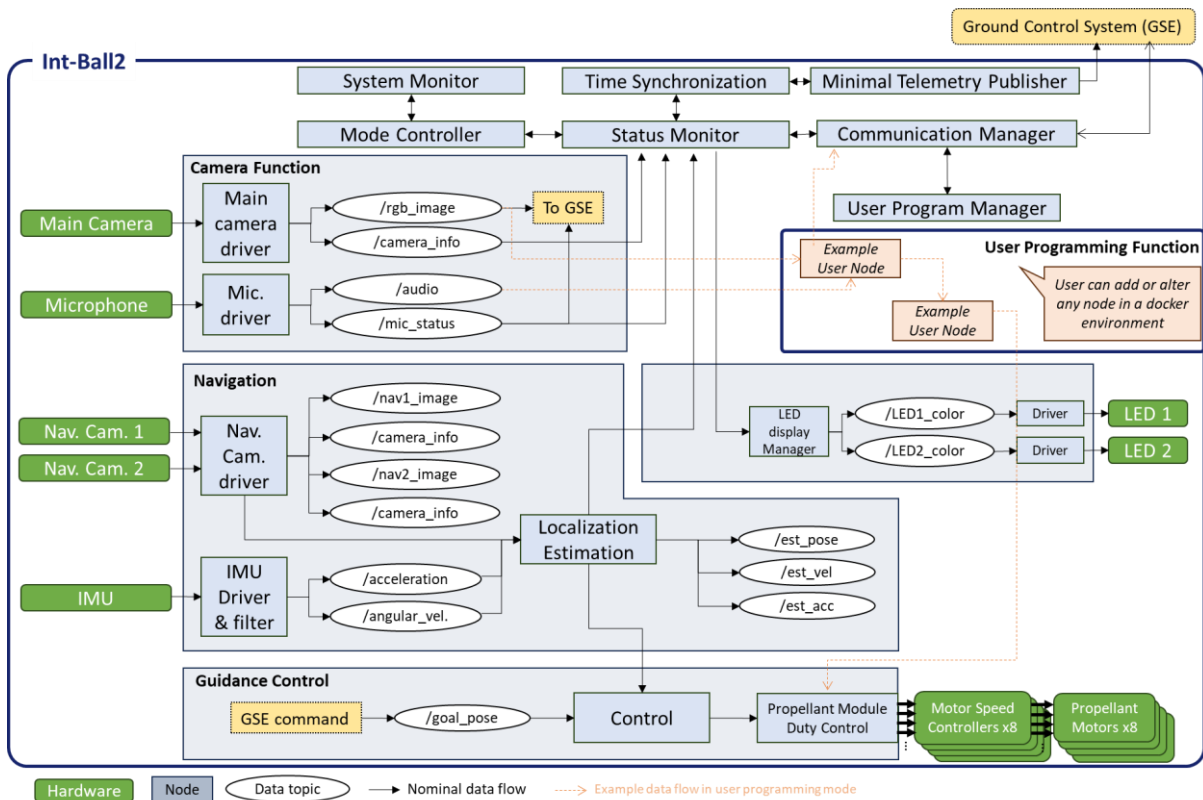 Ground Control System (GSE)
Int-Ball2
System Monitor
Time Synchronization
Minimal Telemetry Publisher
Mode Controller
Status Monitor
Communication Manager
User Program Manager
Camera Function
Main Camera
Main
camera
driver
/rgb_image
/camera_info
To GSE
Microphone
Mic.
driver
/audio
/mic_status
User Programming Function
Example
User Node
Example
User Node
User can add or alter
any node in a docker
environment
Navigation
Nav. Cam. 1
Nav. Cam. 2
Nav.
Cam.
driver
/nav1_image
/camera_info
/nav2_image
/camera_info
Localization
Estimation
/est_pose
/est_vel
/est_acc
IMU
IMU
Driver
& filter
/acceleration
/angular_vel.
LED
display
Manager
/LED1_color
/LED2_color
Driver
Driver
LED 1
LED 2
Guidance Control
GSE command
/goal_pose
Control
Propellant Module
Duty Control
Motor Speed
Controllers x8
Propellant
Motors x8
Hardware
Node
Data topic
Nominal data flow
Example data flow in user programming mode